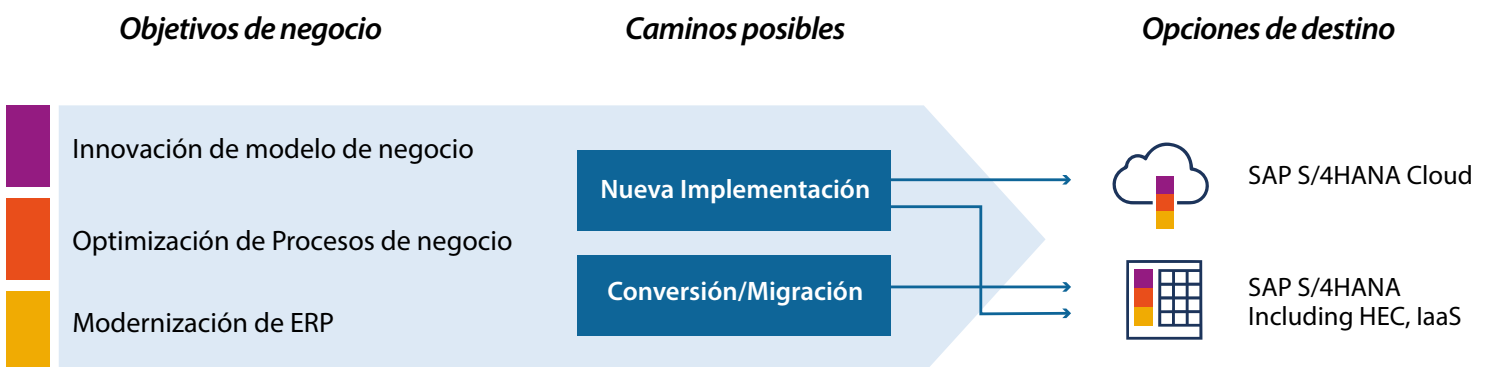 Objetivos de negocio
Caminos posibles
Opciones de destino
Innovación de modelo de negocio
Optimización de Procesos de negocio
Modernización de ERP
Nueva Implementación
Conversión/Migración
SAP S/4HANA Cloud
SAP S/4HANA
Including HEC, IaaS